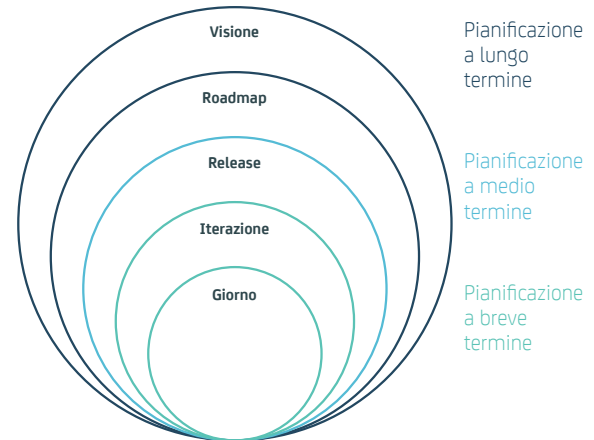 Visione
Pianificazione
a lungo
termine
Roadmap
Release
Pianificazione
a medio
termine
Iterazione
Giorno
Pianificazione
a breve
termine